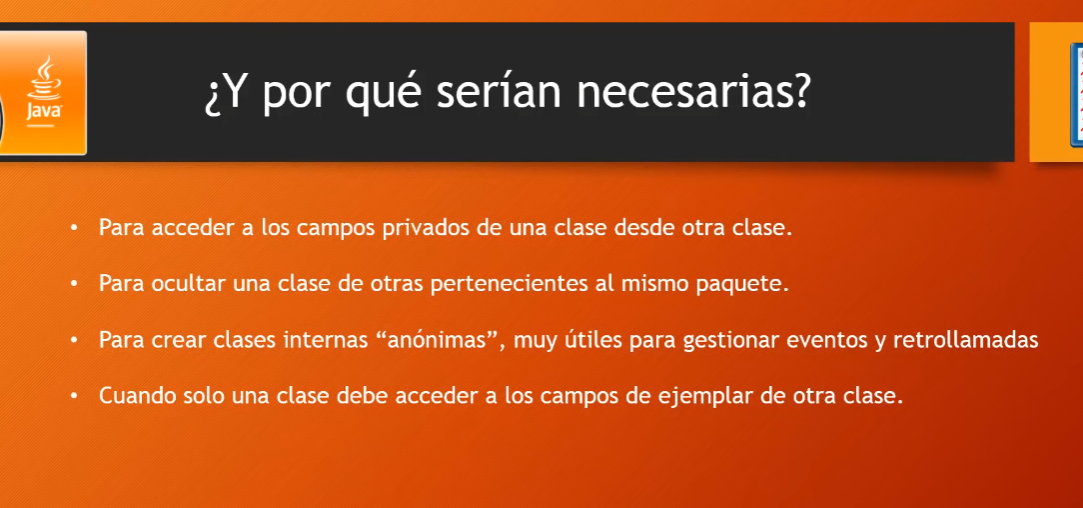 Java
¿Y por qué serían necesarias?
• Para acceder a los campos privados de una clase desde otra clase.
• Para ocultar una clase de otras pertenecientes al mismo paquete.
• Para crear clases internas “anónimas”, muy útiles para gestionar eventos y retrollamadas
• Cuando solo una clase debe acceder a los campos de ejemplar de otra clase.